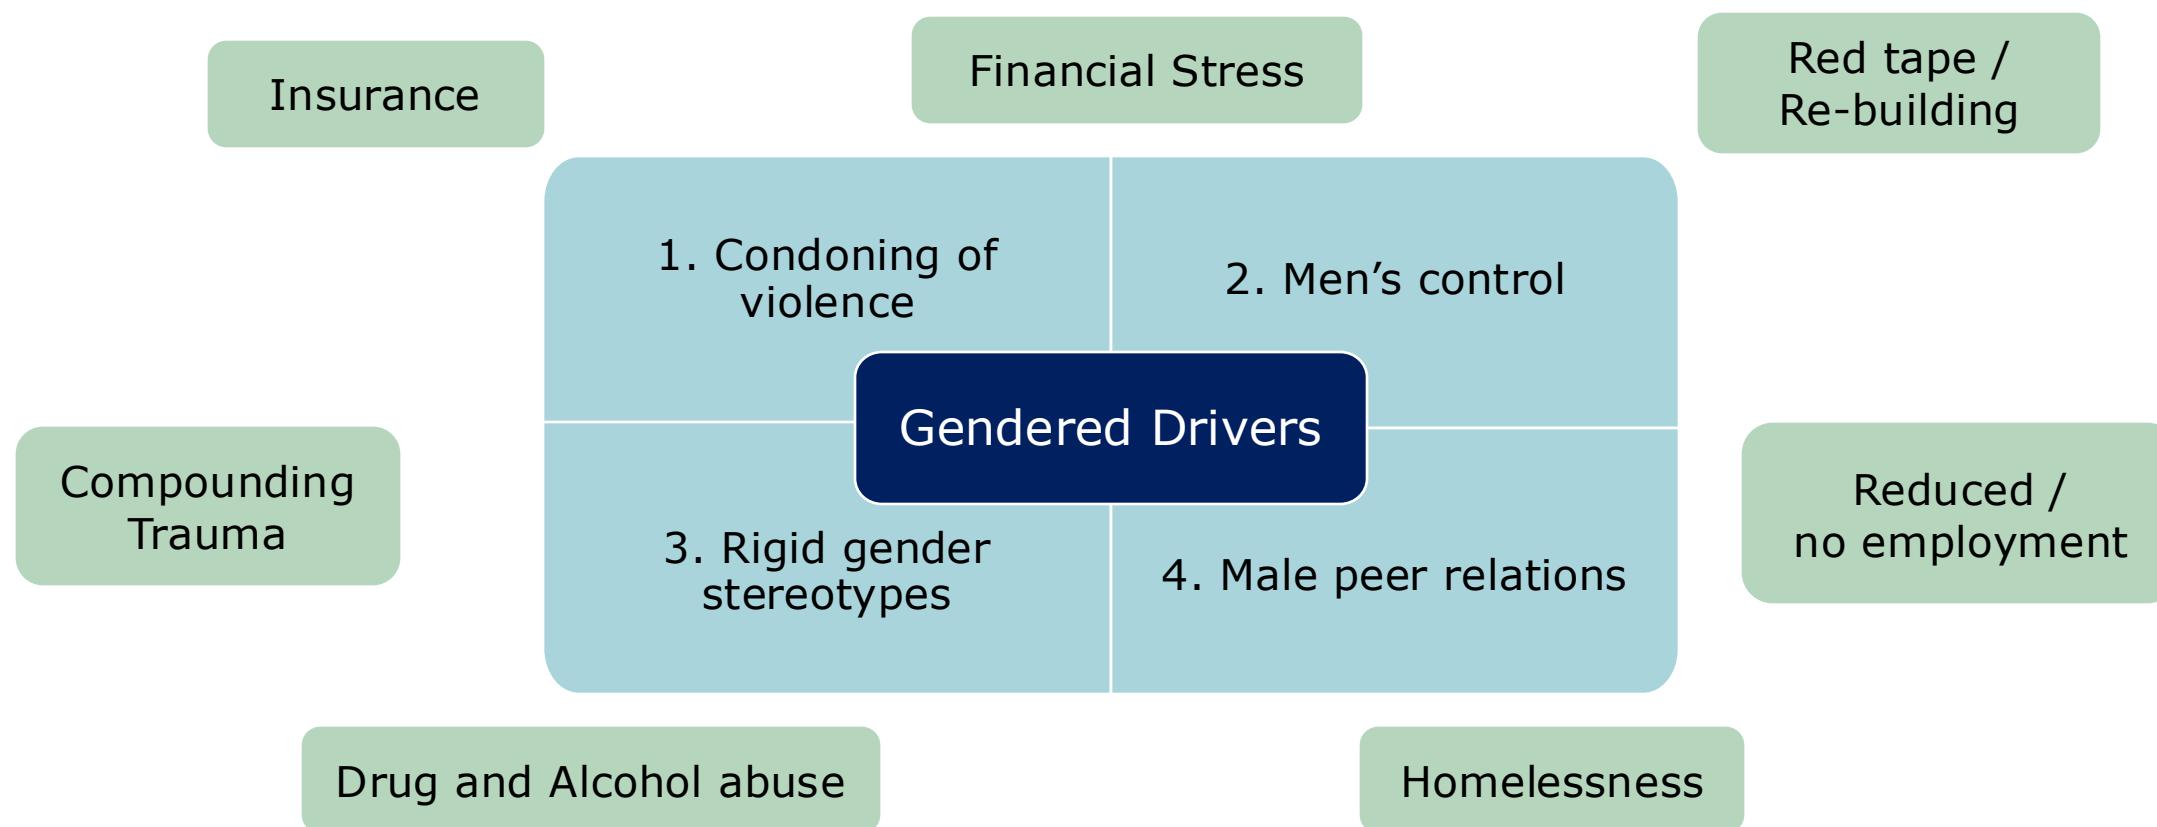 Insurance
Financial Stress
Red tape /
Re-building
1. Condoning of
violence
2. Men’s control
Gendered Drivers
Compounding
Trauma
3. Rigid gender
stereotypes
4. Male peer relations
Reduced /
no employment
Drug and Alcohol abuse
Homelessness